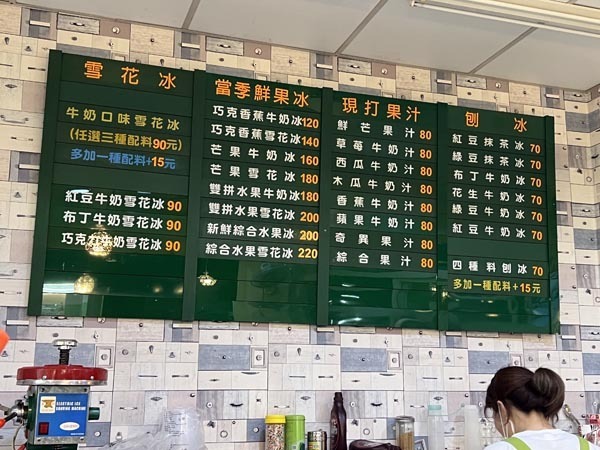 雪花冰
牛奶口味雪花冰
(任選三種配料90元)
多加一種配料+15元
紅豆牛奶雪花冰 90
布丁牛奶雪花冰 90
巧克力牛奶雪花冰 90
當季鮮果冰
巧克香蕉牛奶冰 120
巧克香蕉雪花冰 140
芒果牛奶冰 160
芒果雪花冰 180
雙拼水果牛奶冰 180
雙拼水果雪花冰 200
新鮮綜合水果冰 200
綜合水果雪花冰 220
現打果汁
鮮芒果汁 80
草莓牛奶汁 80
西瓜牛奶汁 80
木瓜牛奶汁 80
香蕉牛奶汁 80
蘋果牛奶汁 80
奇異果汁 80
綜合果汁 80
刨冰
紅豆抹茶冰 70
綠豆抹茶冰 70
布丁牛奶冰 70
花生牛奶冰 70
綠豆牛奶冰 70
紅豆牛奶冰 70
四種料刨冰 70
多加一種配料+15元
ELECTRIC ICE
SHAVING MACHINE